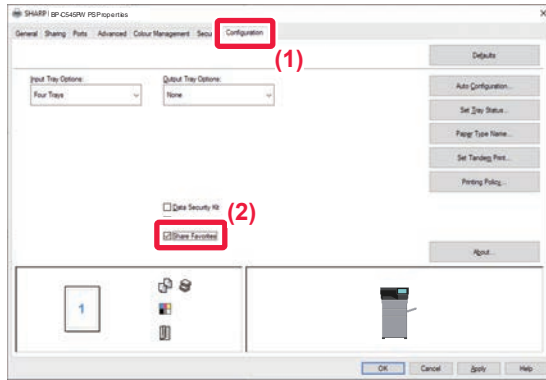 SHARP BP-C545PW PS Properties
General Sharing Ports Advanced Colour Management Secu Configuration
(1)
Defaults
Input Tray Options: Output Tray Options:
Four Trays None
Auto Configuration...
Set Tray Status...
Paper Type Name...
Set Tandem Print...
Printing Policy...
Data Security Kit
(2)
Share Favorites
About...
1
OK Cancel Apply Help